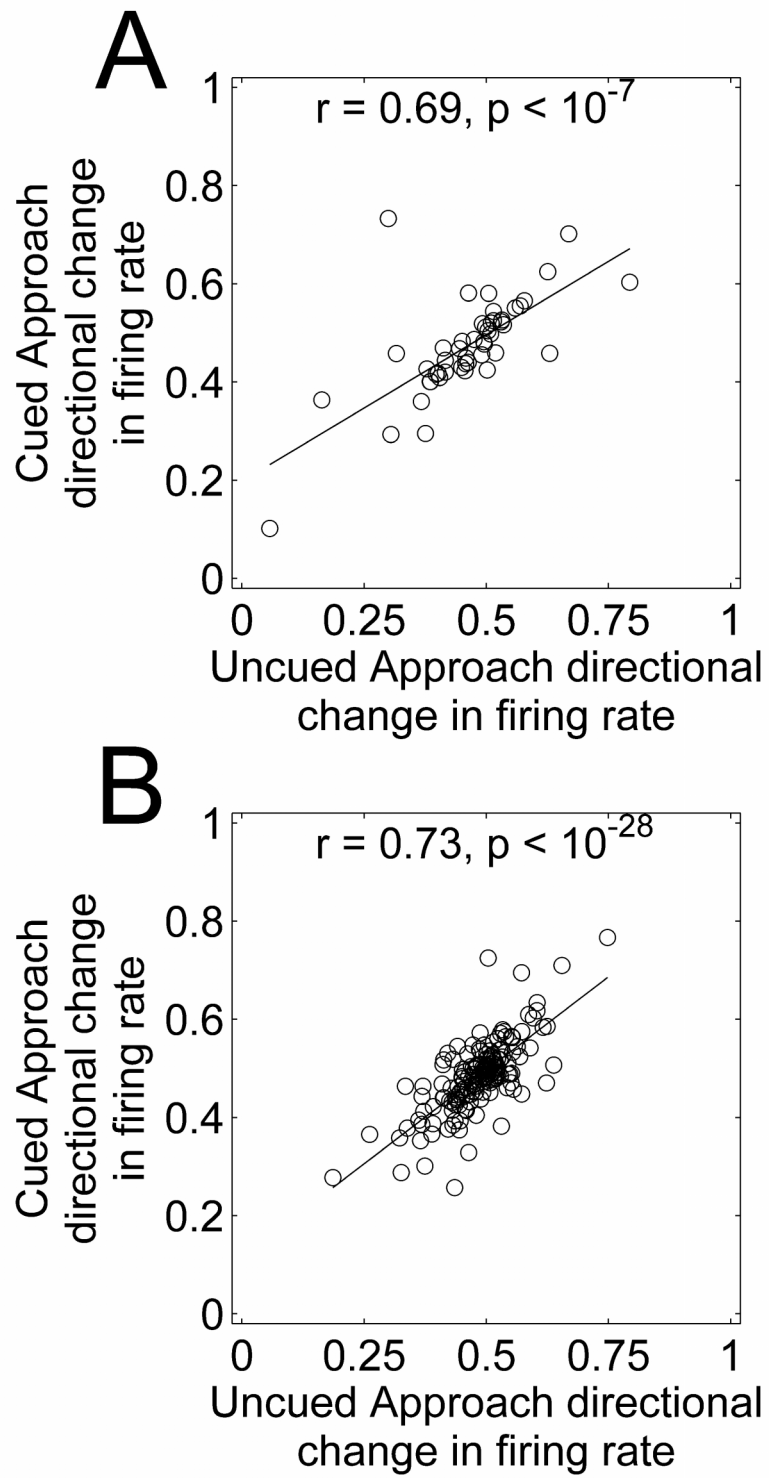 A
r = 0.69, p < 10^-7
1
0.8
0.6
0.4
0.2
0
Cued Approach
directional change
in firing rate
0 0.25 0.5 0.75 1
Uncued Approach directional
change in firing rate
B
r = 0.73, p < 10^-28
1
0.8
0.6
0.4
0.2
0
Cued Approach
directional change
in firing rate
0 0.25 0.5 0.75 1
Uncued Approach directional
change in firing rate